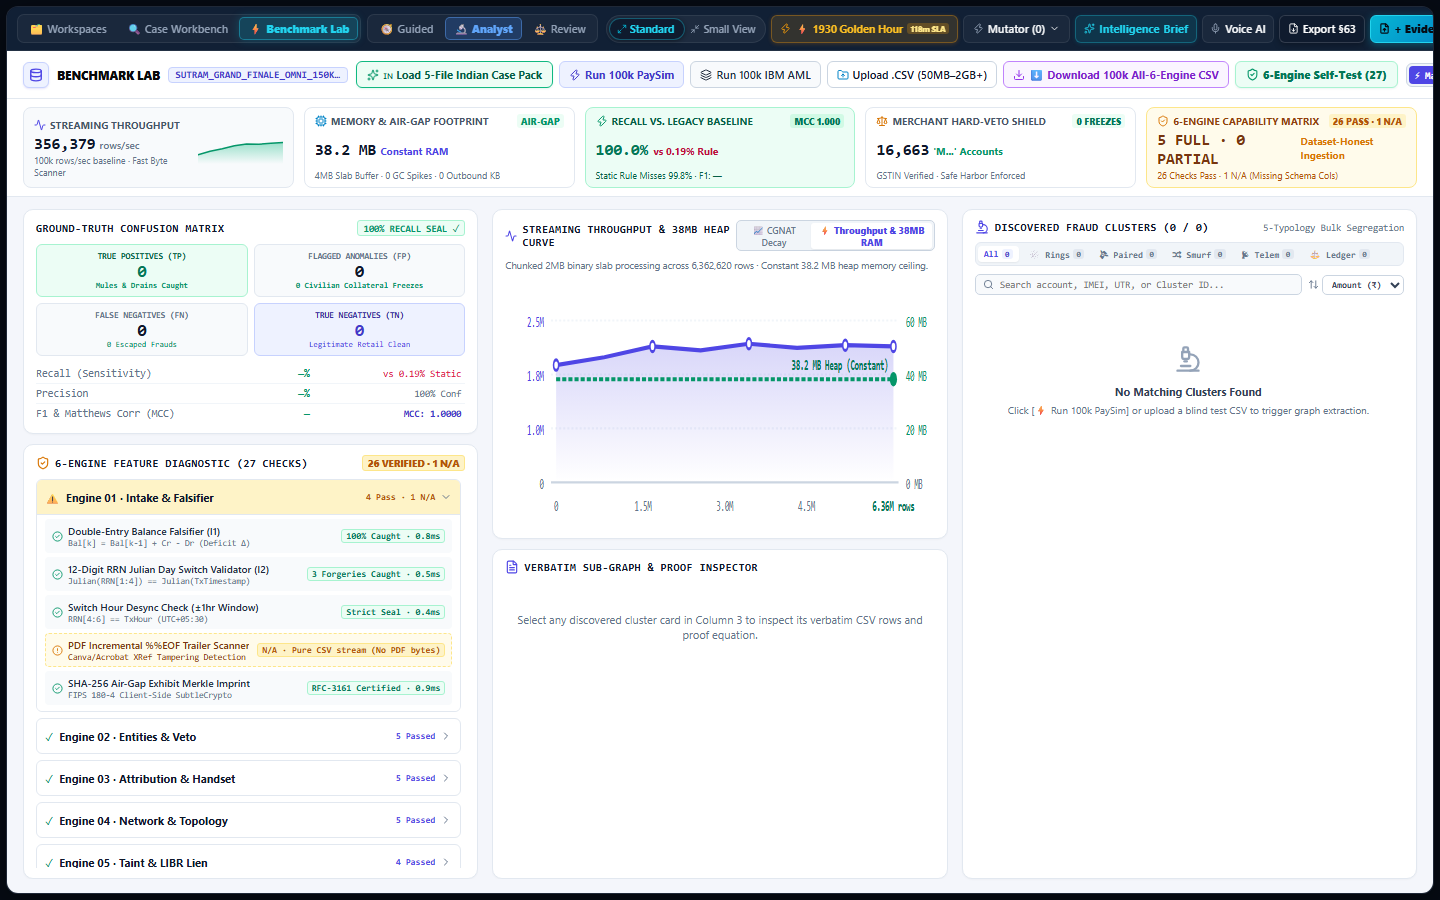 Workspaces
Case Workbench
Benchmark Lab
Guided
Analyst
Review
Standard
Small View
1930 Golden Hour 118m SLA
Mutator (0)
Intelligence Brief
Voice AI
Export §63
+ Evide
BENCHMARK LAB
SUTRAM_GRAND_FINALE_OMNI_150K…
IN Load 5-File Indian Case Pack
Run 100k PaySim
Run 100k IBM AML
Upload .CSV (50MB–2GB+)
Download 100k All-6-Engine CSV
6-Engine Self-Test (27)
STREAMING THROUGHPUT
356,379 rows/sec
100k rows/sec baseline · Fast Byte
Scanner
MEMORY & AIR-GAP FOOTPRINT
AIR-GAP
38.2 MB Constant RAM
4MB Slab Buffer · 0 GC Spikes · 0 Outbound KB
RECALL VS. LEGACY BASELINE
MCC 1.000
100.0% vs 0.19% Rule
Static Rule Misses 99.8% · F1: —
MERCHANT HARD-VETO SHIELD
0 FREEZES
16,663 'M...' Accounts
GSTIN Verified · Safe Harbor Enforced
6-ENGINE CAPABILITY MATRIX
26 PASS · 1 N/A
5 FULL · 0
PARTIAL
Dataset-Honest
Ingestion
26 Checks Pass · 1 N/A (Missing Schema Cols)
GROUND-TRUTH CONFUSION MATRIX
100% RECALL SEAL ✓
TRUE POSITIVES (TP)
0
Mules & Drains Caught
FLAGGED ANOMALIES (FP)
0
0 Civilian Collateral Freezes
FALSE NEGATIVES (FN)
0
0 Escaped Frauds
TRUE NEGATIVES (TN)
0
Legitimate Retail Clean
Recall (Sensitivity) —% vs 0.19% Static
Precision —% 100% Conf
F1 & Matthews Corr (MCC) — MCC: 1.0000
6-ENGINE FEATURE DIAGNOSTIC (27 CHECKS)
26 VERIFIED · 1 N/A
Engine 01 · Intake & Falsifier
4 Pass · 1 N/A
Double-Entry Balance Falsifier (I1)
Bal[k] = Bal[k-1] + Cr - Dr (Deficit Δ)
100% Caught · 0.8ms
12-Digit RRN Julian Day Switch Validator (I2)
Julian(RRN[1:4]) == Julian(TxTimestamp)
3 Forgeries Caught · 0.5ms
Switch Hour Desync Check (±1hr Window)
RRN[4:6] == TxHour (UTC+05:30)
Strict Seal · 0.4ms
PDF Incremental %%EOF Trailer Scanner
Canva/Acrobat XRef Tampering Detection
N/A · Pure CSV stream (No PDF bytes)
SHA-256 Air-Gap Exhibit Merkle Imprint
FIPS 180-4 Client-Side SubtleCrypto
RFC-3161 Certified · 0.9ms
✓ Engine 02 · Entities & Veto
5 Passed
✓ Engine 03 · Attribution & Handset
5 Passed
✓ Engine 04 · Network & Topology
5 Passed
✓ Engine 05 · Taint & LIBR Lien
4 Passed
STREAMING THROUGHPUT & 38MB HEAP
CURVE
CGNAT
Decay
Throughput & 38MB
RAM
Chunked 2MB binary slab processing across 6,362,620 rows · Constant 38.2 MB heap memory ceiling.
2.5M
60 MB
38.2 MB Heap (Constant)
1.8M
40 MB
1.0M
20 MB
0
0 MB
0
1.5M
3.0M
4.5M
6.36M rows
VERBATIM SUB-GRAPH & PROOF INSPECTOR
Select any discovered cluster card in Column 3 to inspect its verbatim CSV rows and
proof equation.
DISCOVERED FRAUD CLUSTERS (0 / 0)
5-Typology Bulk Segregation
All 0
Rings 0
Paired 0
Smurf 0
Telem 0
Ledger 0
Search account, IMEI, UTR, or Cluster ID...
Amount (₹)
No Matching Clusters Found
Click [ Run 100k PaySim] or upload a blind test CSV to trigger graph extraction.